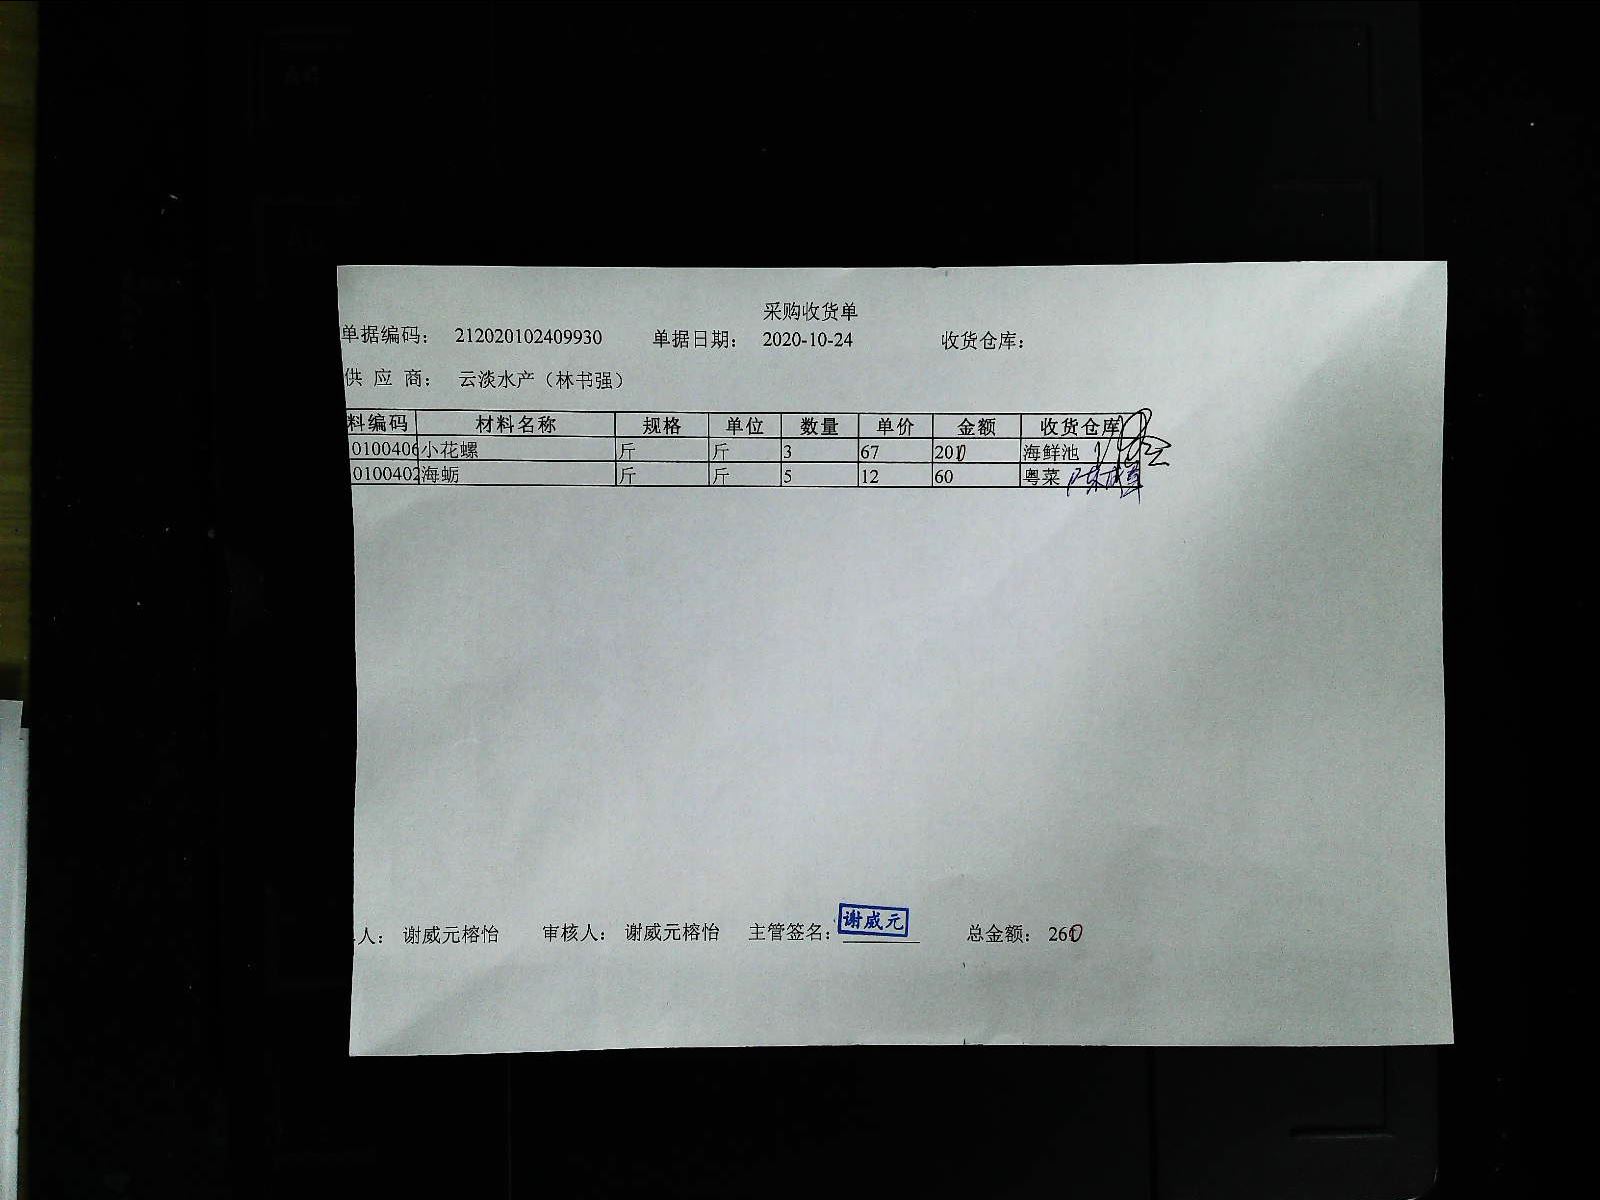 采购收货单
单据编码： 212020102409930 单据日期： 2020-10-24 收货仓库：
供 应 商： 云淡水产（林书强）
料编码 材料名称 规格 单位 数量 单价 金额 收货仓库
0100406 小花螺 斤 斤 3 67 200 海鲜池
0100402 海蛎 斤 斤 5 12 60 粤菜
人： 谢威元榕怡 审核人： 谢威元榕怡 主管签名： 谢威元 总金额： 260